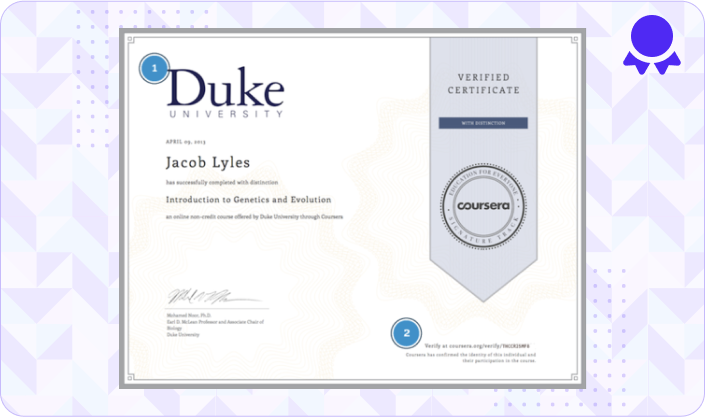 1
Duke
UNIVERSITY
APRIL 09, 2013
Jacob Lyles
has successfully completed with distinction
Introduction to Genetics and Evolution
an online non-credit course offered by Duke University through Coursera
Mohamed Noor, Ph.D.
Earl D. McLean Professor and Associate Chair of
Biology
Duke University
VERIFIED
CERTIFICATE
WITH DISTINCTION
EDUCATION FOR EVERYONE
coursera
SIGNATURE TRACK
2
Verify at coursera.org/verify/
Coursera has confirmed the identity of this individual and
their participation in the course.